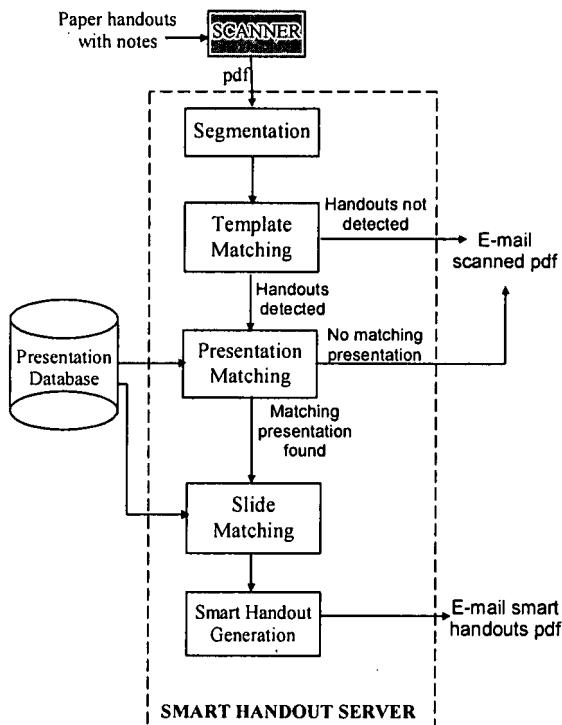 Paper handouts
with notes
SCANNER
pdf
Segmentation
Template
Matching
Handouts not
detected
E-mail
scanned pdf
Handouts
detected
Presentation
Database
Presentation
Matching
No matching
presentation
Matching
presentation
found
Slide
Matching
Smart Handout
Generation
E-mail smart
handouts pdf
SMART HANDOUT SERVER